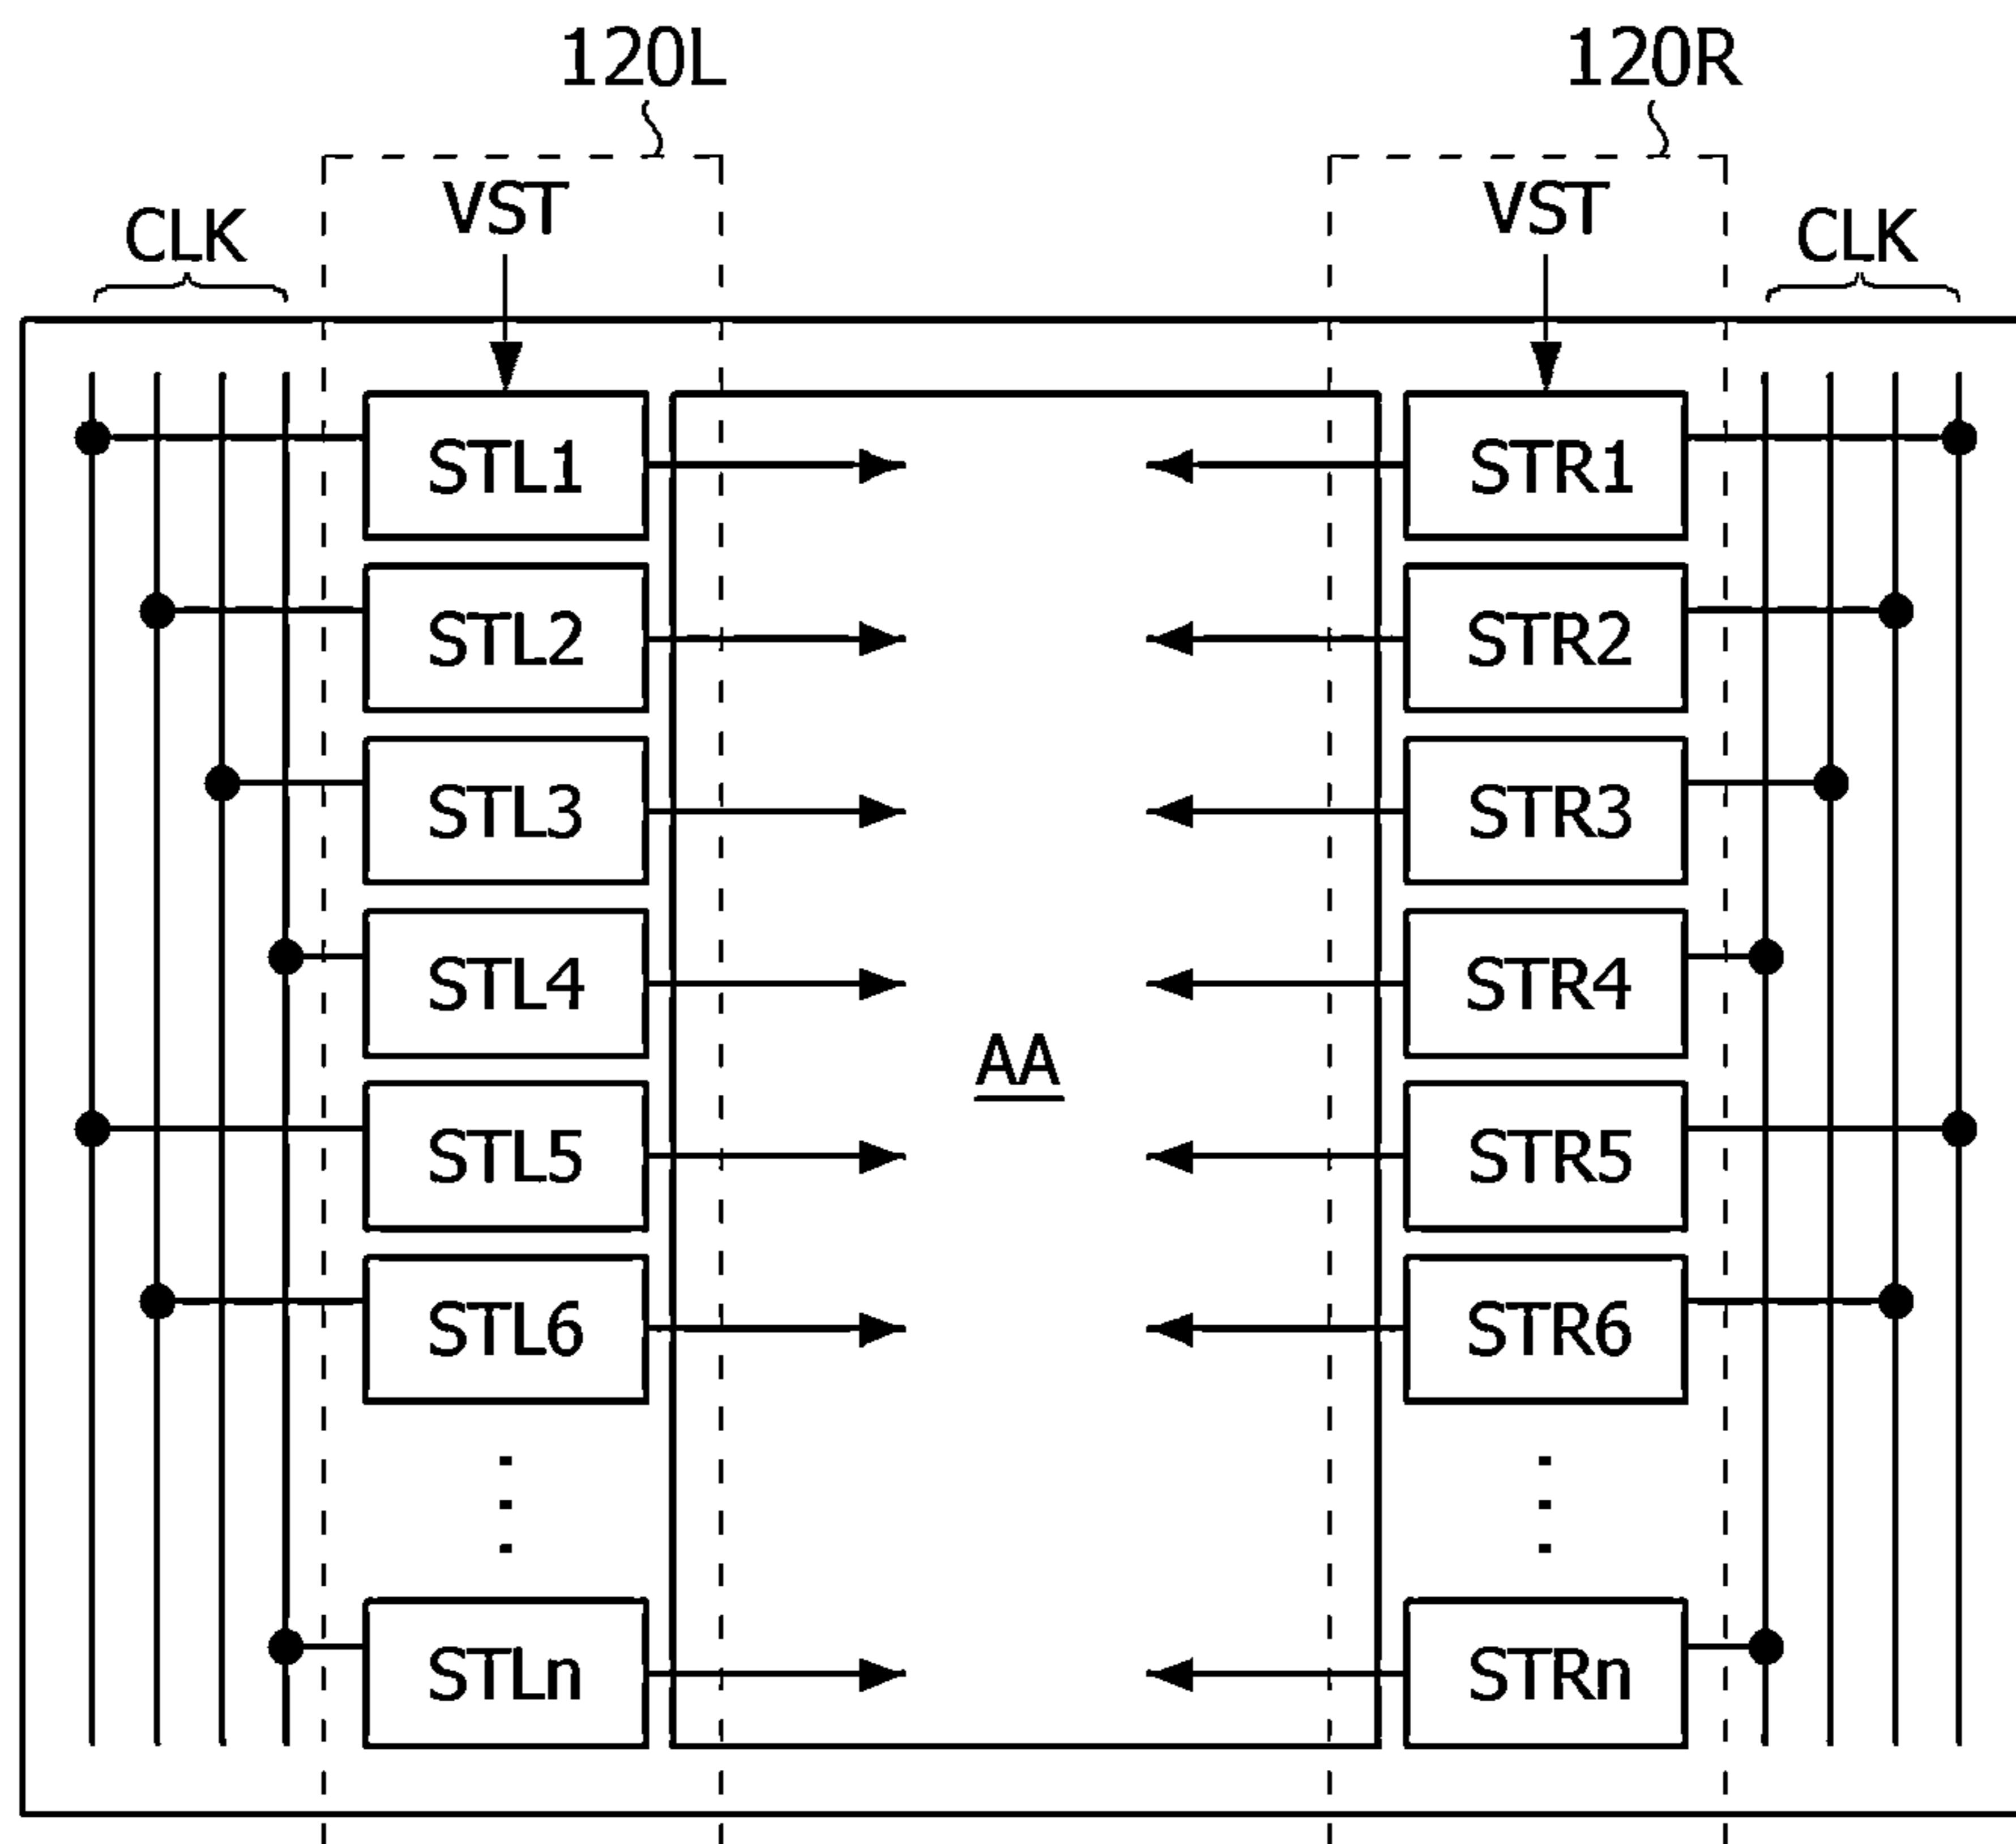 120L 120R
VST VST
CLK CLK
STL1 STR1
STL2 STR2
STL3 STR3
STL4 STR4
AA
STL5 STR5
STL6 STR6
STLn STRn